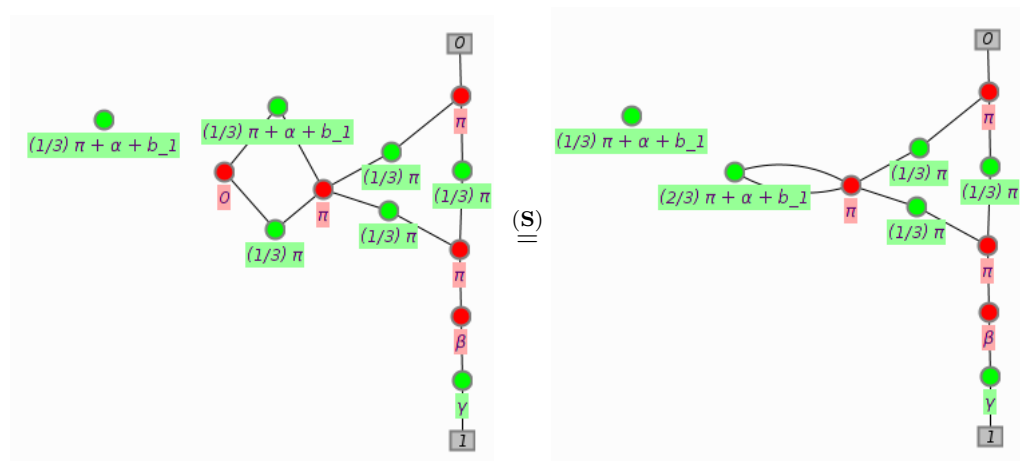 0
π
(1/3) π + α + b_1
(1/3) π + α + b_1
(1/3) π
(1/3) π
0
π
(1/3) π
(1/3) π
π
β
γ
1
(S)
=
0
π
(1/3) π + α + b_1
(1/3) π
(1/3) π
(2/3) π + α + b_1
π
(1/3) π
π
β
γ
1